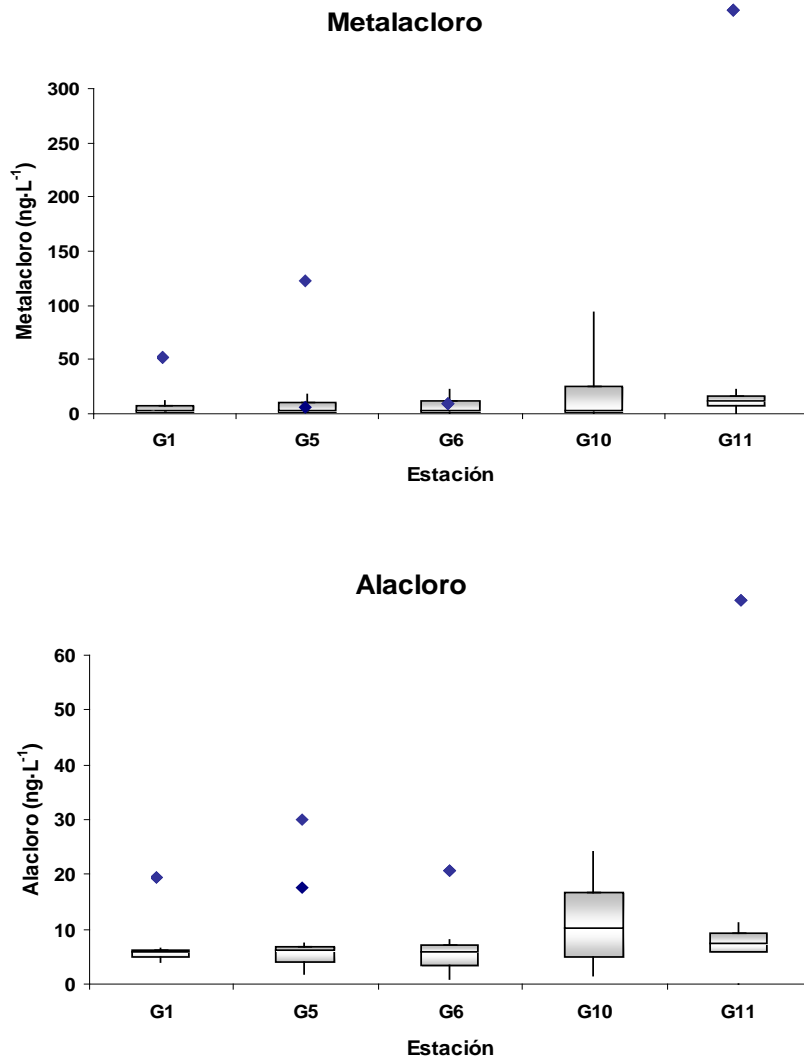 Metalacloro
300
250
200
150
100
50
0
Metalacloro (ng·L⁻¹)
G1 G5 G6 G10 G11
Estación
Alacloro
60
50
40
30
20
10
0
Alacloro (ng·L⁻¹)
G1 G5 G6 G10 G11
Estación